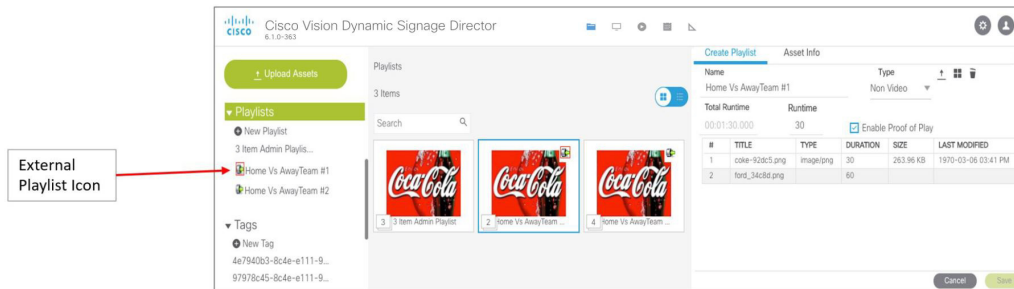 External
Playlist Icon
CISCO
Cisco Vision Dynamic Signage Director
6.1.0-363
Upload Assets
Playlists
New Playlist
3 Item Admin Playlis...
Home Vs AwayTeam #1
Home Vs AwayTeam #2
Tags
New Tag
4e7940b3-8c4e-e111-9...
97978c45-8c4e-e111-9...
Playlists
3 Items
Search
Coca-Cola
Coca-Cola
Coca-Cola
3 3 Item Admin Playlist
2 Home Vs AwayTeam ...
4 Home Vs AwayTeam ...
Create Playlist Asset Info
Name Type
Home Vs AwayTeam #1 Non Video
Total Runtime Runtime
00:01:30.000 30 Enable Proof of Play
# TITLE TYPE DURATION SIZE LAST MODIFIED
1 coke-92dc5.png image/png 30 263.96 KB 1970-03-06 03:41 PM
2 ford_34c8d.png 60
Cancel Save